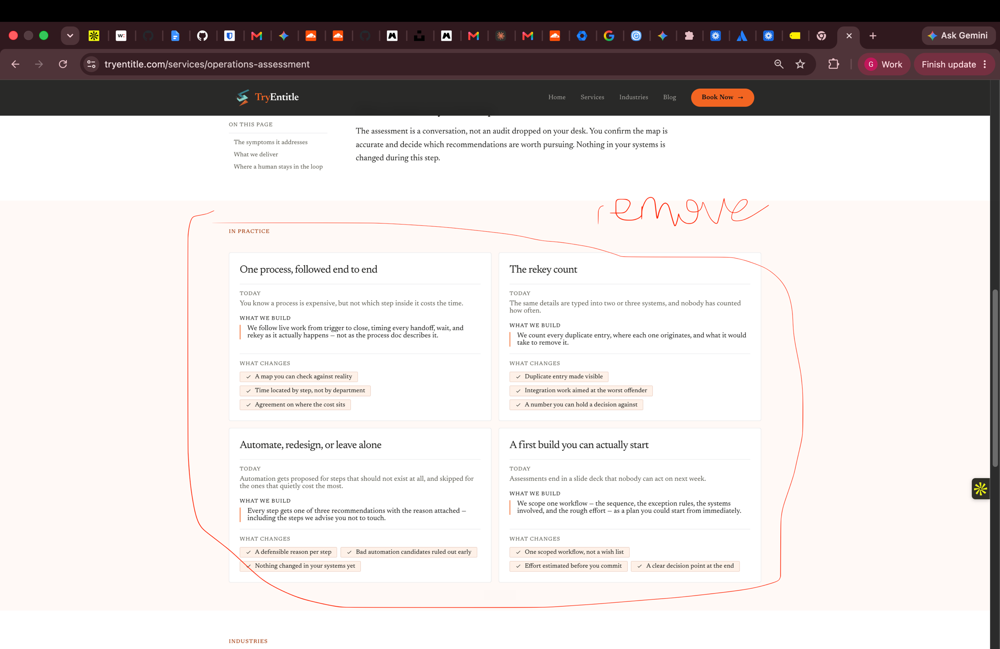 w:
Ask Gemini
tryentitle.com/services/operations-assessment
G Work
Finish update
TryEntitle
Home
Services
Industries
Blog
Book Now →
ON THIS PAGE
The symptoms it addresses
What we deliver
Where a human stays in the loop
The assessment is a conversation, not an audit dropped on your desk. You confirm the map is
accurate and decide which recommendations are worth pursuing. Nothing in your systems is
changed during this step.
remove
IN PRACTICE
One process, followed end to end
TODAY
You know a process is expensive, but not which step inside it costs the time.
WHAT WE BUILD
We follow live work from trigger to close, timing every handoff, wait, and
rekey as it actually happens — not as the process doc describes it.
WHAT CHANGES
✓ A map you can check against reality
✓ Time located by step, not by department
✓ Agreement on where the cost sits
The rekey count
TODAY
The same details are typed into two or three systems, and nobody has counted
how often.
WHAT WE BUILD
We count every duplicate entry, where each one originates, and what it would
take to remove it.
WHAT CHANGES
✓ Duplicate entry made visible
✓ Integration work aimed at the worst offender
✓ A number you can hold a decision against
Automate, redesign, or leave alone
TODAY
Automation gets proposed for steps that should not exist at all, and skipped for
the ones that quietly cost the most.
WHAT WE BUILD
Every step gets one of three recommendations with the reason attached —
including the steps we advise you not to touch.
WHAT CHANGES
✓ A defensible reason per step ✓ Bad automation candidates ruled out early
✓ Nothing changed in your systems yet
A first build you can actually start
TODAY
Assessments end in a slide deck that nobody can act on next week.
WHAT WE BUILD
We scope one workflow — the sequence, the exception rules, the systems
involved, and the rough effort — as a plan you could start from immediately.
WHAT CHANGES
✓ One scoped workflow, not a wish list
✓ Effort estimated before you commit ✓ A clear decision point at the end
INDUSTRIES